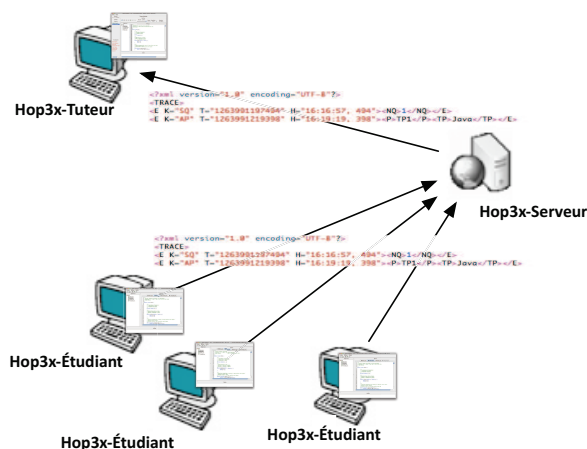 <?xml version="1.0" encoding="UTF-8"?>
<TRACE>
<E K="SQ" T="1263991197494" H="16:16:57, 494"><NQ>1</NQ></E>
<E K="AP" T="1263991219398" H="16:19:19, 398"><P>TP1</P><TP>Java</TP></E>
Hop3x-Tuteur
Hop3x-Serveur
<?xml version="1.0" encoding="UTF-8"?>
<TRACE>
<E K="SQ" T="1263991197494" H="16:16:57, 494"><NQ>1</NQ></E>
<E K="AP" T="1263991219398" H="16:19:19, 398"><P>TP1</P><TP>Java</TP></E>
Hop3x-Étudiant
Hop3x-Étudiant
Hop3x-Étudiant